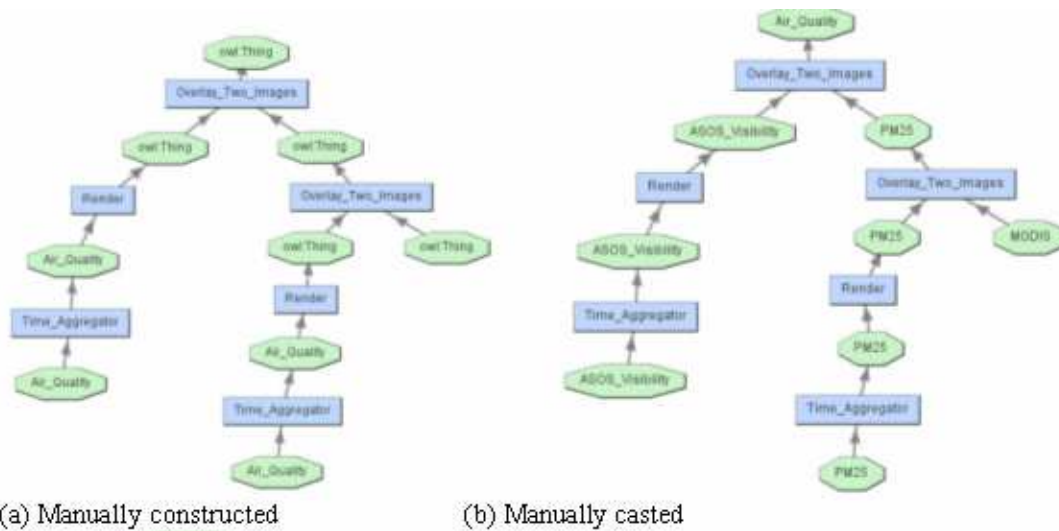 owl:Thing
Overlay_Two_Images
owl:Thing
owl:Thing
Render
Overlay_Two_Images
Air_Quality
owl:Thing
owl:Thing
Time_Aggregator
Render
Air_Quality
Air_Quality
Time_Aggregator
Air_Quality
(a) Manually constructed
Air_Quality
Overlay_Two_Images
ASOS_Visibility
PM25
Render
Overlay_Two_Images
ASOS_Visibility
PM25
MODIS
Time_Aggregator
Render
ASOS_Visibility
PM25
Time_Aggregator
PM25
(b) Manually casted